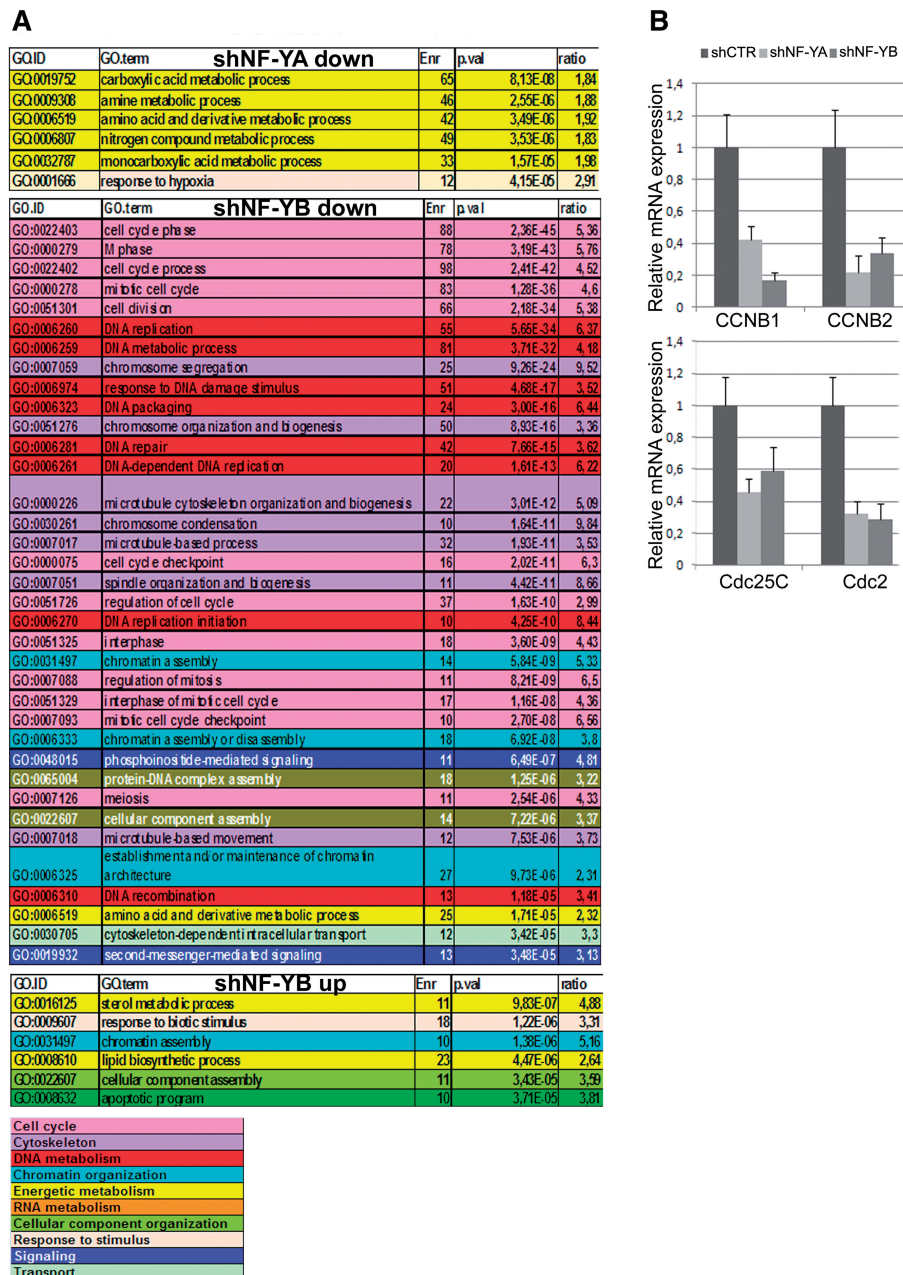 A
GO.ID GO.term shNF-YA down Enr p.val ratio
GO:0019752 carboxylic acid metabolic process 65 8,13E-08 1,84
GO:0009308 amine metabolic process 46 2,55E-06 1,88
GO:0006519 amino acid and derivative metabolic process 42 3,49E-06 1,92
GO:0006807 nitrogen compound metabolic process 49 3,53E-06 1,83
GO:0032787 monocarboxylic acid metabolic process 33 1,57E-05 1,98
GO:0001666 response to hypoxia 12 4,15E-05 2,91
GO.ID GO.term shNF-YB down Enr p.val ratio
GO:0022403 cell cycle phase 88 2,36E-45 5,36
GO:0000279 M phase 78 3,19E-43 5,76
GO:0022402 cell cycle process 98 2,41E-42 4,52
GO:0000278 mitotic cell cycle 83 1,28E-36 4,6
GO:0051301 cell division 66 2,18E-34 5,38
GO:0006260 DNA replication 55 5,65E-34 6,37
GO:0006259 DNA metabolic process 81 3,71E-32 4,18
GO:0007059 chromosome segregation 25 9,26E-24 9,52
GO:0006974 response to DNA damage stimulus 51 4,68E-17 3,52
GO:0006323 DNA packaging 24 3,00E-16 6,44
GO:0051276 chromosome organization and biogenesis 50 8,93E-16 3,36
GO:0006281 DNA repair 42 7,66E-15 3,62
GO:0006261 DNA-dependent DNA replication 20 1,61E-13 6,22
GO:0000226 microtubule cytoskeleton organization and biogenesis 22 3,01E-12 5,09
GO:0030261 chromosome condensation 10 1,64E-11 9,84
GO:0007017 microtubule-based process 32 1,93E-11 3,53
GO:0000075 cell cycle checkpoint 16 2,02E-11 6,3
GO:0007051 spindle organization and biogenesis 11 4,42E-11 8,66
GO:0051726 regulation of cell cycle 37 1,63E-10 2,99
GO:0006270 DNA replication initiation 10 4,25E-10 8,44
GO:0051325 interphase 18 3,60E-09 4,43
GO:0031497 chromatin assembly 14 5,84E-09 5,33
GO:0007088 regulation of mitosis 11 8,21E-09 6,5
GO:0051329 interphase of mitotic cell cycle 17 1,16E-08 4,36
GO:0007093 mitotic cell cycle checkpoint 10 2,70E-08 6,56
GO:0006333 chromatin assembly or disassembly 18 6,92E-08 3,8
GO:0048015 phosphoinositide-mediated signaling 11 6,49E-07 4,81
GO:0065004 protein-DNA complex assembly 18 1,25E-06 3,22
GO:0007126 meiosis 11 2,54E-06 4,33
GO:0022607 cellular component assembly 14 7,22E-06 3,37
GO:0007018 microtubule-based movement 12 7,53E-06 3,73
establishment and/or maintenance of chromatin
GO:0006325 architecture 27 9,73E-06 2,31
GO:0006310 DNA recombination 13 1,18E-05 3,41
GO:0006519 amino acid and derivative metabolic process 25 1,71E-05 2,32
GO:0030705 cytoskeleton-dependent intracellular transport 12 3,42E-05 3,3
GO:0019932 second-messenger-mediated signaling 13 3,48E-05 3,13
GO.ID GO.term shNF-YB up Enr p.val ratio
GO:0016125 sterol metabolic process 11 9,83E-07 4,88
GO:0009607 response to biotic stimulus 18 1,22E-06 3,31
GO:0031497 chromatin assembly 10 1,38E-06 5,16
GO:0008610 lipid biosynthetic process 23 4,47E-06 2,64
GO:0022607 cellular component assembly 11 3,43E-05 3,59
GO:0008632 apoptotic program 10 3,71E-05 3,81
Cell cycle
Cytoskeleton
DNA metabolism
Chromatin organization
Energetic metabolism
RNA metabolism
Cellular component organization
Response to stimulus
Signaling
Transport
B
shCTR shNF-YA shNF-YB
Relative mRNA expression
1,4
1,2
1
0,8
0,6
0,4
0,2
0
CCNB1 CCNB2
Relative mRNA expression
1,4
1,2
1
0,8
0,6
0,4
0,2
0
Cdc25C Cdc2